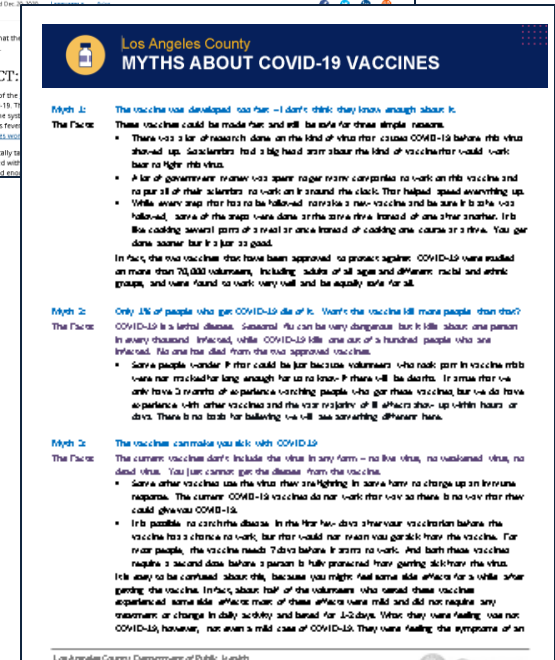 Los Angeles County
MYTHS ABOUT COVID-19 VACCINES
Myth 1: The vaccine was developed too fast – I don't think they know enough about it.
The Facts: These vaccines could be made fast and still be safe for three simple reasons.
• There was a lot of research done on the kind of virus that causes COVID-19 before this virus
showed up. So scientists had a big head start about the kind of vaccine that would work
best to fight this virus.
• A lot of government money was spent to get many companies to work on this vaccine and
to put all of their scientists to work on it around the clock. That helped speed everything up.
• While every step that has to be followed to make a new vaccine and be sure it is safe was
followed, some of the steps were done at the same time instead of one after another. It is
like cooking several parts of a meal at once instead of cooking one course at a time. You get
done sooner but it's just as good.
In fact, the two vaccines that have been approved to protect against COVID-19 were studied
on more than 70,000 volunteers, including adults of all ages and different racial and ethnic
groups, and were found to work very well and be equally safe for all.
Myth 2: Only 1% of people who get COVID-19 die of it. Won't the vaccine kill more people than that?
The Facts: COVID-19 is a lethal disease. Seasonal flu can be very dangerous but it kills about one person
in every thousand infected, while COVID-19 kills one out of a hundred people who are
infected. No one has died from the two approved vaccines.
• Some people wonder if that could be just because volunteers who took part in vaccine trials
were not tracked for long enough for us to know if there will be deaths. It is true that we
only have 3 months of experience watching people who got these vaccines, but we do have
experience with other vaccines and the vast majority of ill effects show up within hours or
days. There is no basis for believing we will see something different here.
Myth 3: The vaccines can make you sick with COVID-19
The Facts: The current vaccines don't include the virus in any form – no live virus, no weakened virus, no
dead virus. You just cannot get the disease from the vaccine.
• Some other vaccines use the virus they are fighting in some form to charge up an immune
response. The current COVID-19 vaccines do not work that way so there is no way that they
could give you COVID-19.
• It is possible to catch the disease in the first few days after your vaccination before the
vaccine has a chance to work, but that would not mean you got sick from the vaccine. For
most people, the vaccine needs 7 days before it starts to work. And both these vaccines
require a second dose before a person is fully protected from getting sick from the virus.
It is easy to be confused about this, because you might feel some side effects for a while after
getting the vaccine. In fact, about half of the volunteers who tested these vaccines
experienced some side effects most of these effects were mild and did not require any
treatment or change in daily activity and lasted for 1-2 days. What they were feeling was not
COVID-19, however, not even a mild case of COVID-19. They were feeling the symptoms of an
Los Angeles County Department of Public Health